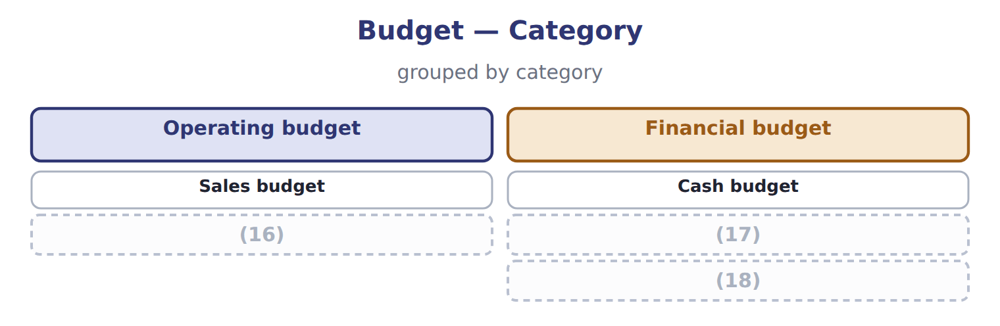 Budget — Category
grouped by category
Operating budget
Financial budget
Sales budget
Cash budget
(16)
(17)
(18)